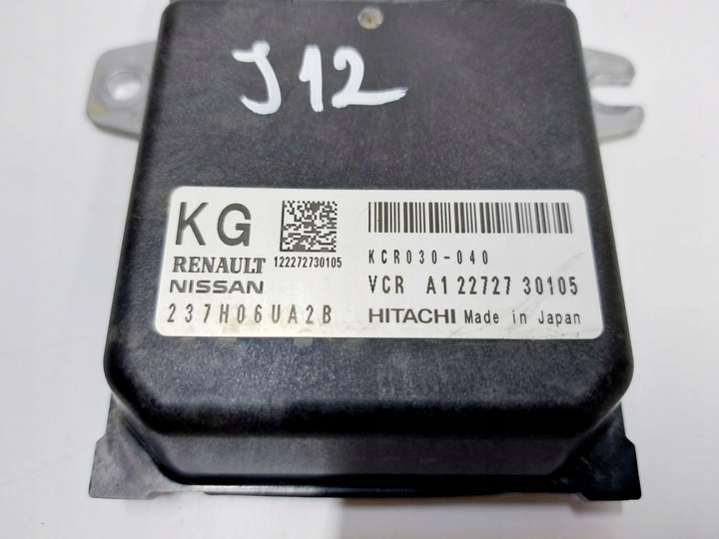 J12
KG
122272730105
RENAULT
NISSAN
237H06UA2B
KCR030-040
VCR A1 22727 30105
HITACHI Made in Japan